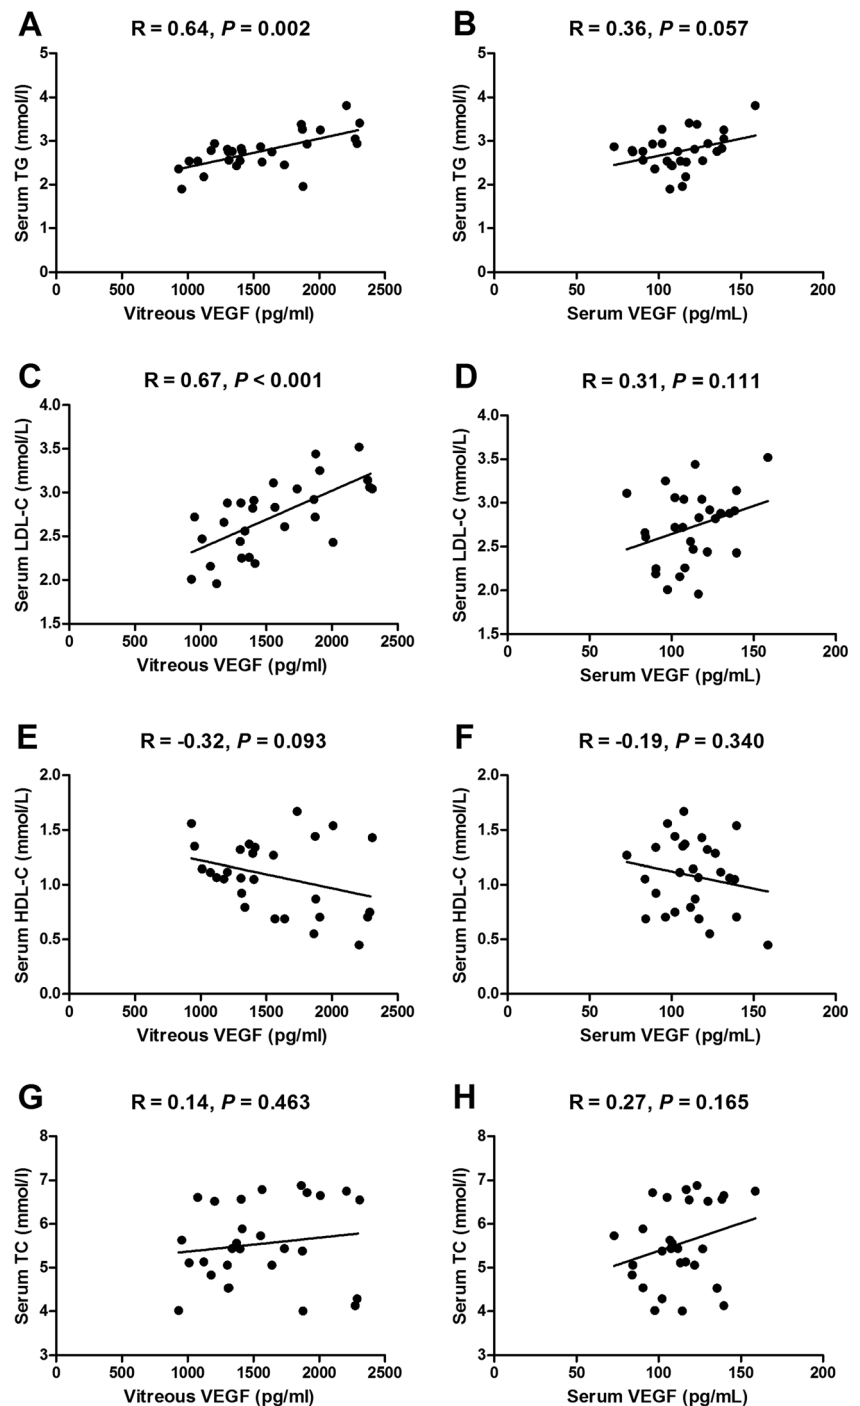 A
R = 0.64, P = 0.002
Serum TG (mmol/l)
5
4
3
2
1
0
0 500 1000 1500 2000 2500
Vitreous VEGF (pg/ml)
B
R = 0.36, P = 0.057
Serum TG (mmol/l)
5
4
3
2
1
0
0 50 100 150 200
Serum VEGF (pg/mL)
C
R = 0.67, P < 0.001
Serum LDL-C (mmol/L)
4.0
3.5
3.0
2.5
2.0
1.5
0 500 1000 1500 2000 2500
Vitreous VEGF (pg/ml)
D
R = 0.31, P = 0.111
Serum LDL-C (mmol/L)
4.0
3.5
3.0
2.5
2.0
1.5
0 50 100 150 200
Serum VEGF (pg/mL)
E
R = -0.32, P = 0.093
Serum HDL-C (mmol/L)
2.0
1.5
1.0
0.5
0.0
0 500 1000 1500 2000 2500
Vitreous VEGF (pg/ml)
F
R = -0.19, P = 0.340
Serum HDL-C (mmol/L)
2.0
1.5
1.0
0.5
0.0
0 50 100 150 200
Serum VEGF (pg/mL)
G
R = 0.14, P = 0.463
Serum TC (mmol/l)
8
7
6
5
4
3
0 500 1000 1500 2000 2500
Vitreous VEGF (pg/ml)
H
R = 0.27, P = 0.165
Serum TC (mmol/l)
8
7
6
5
4
3
0 50 100 150 200
Serum VEGF (pg/mL)